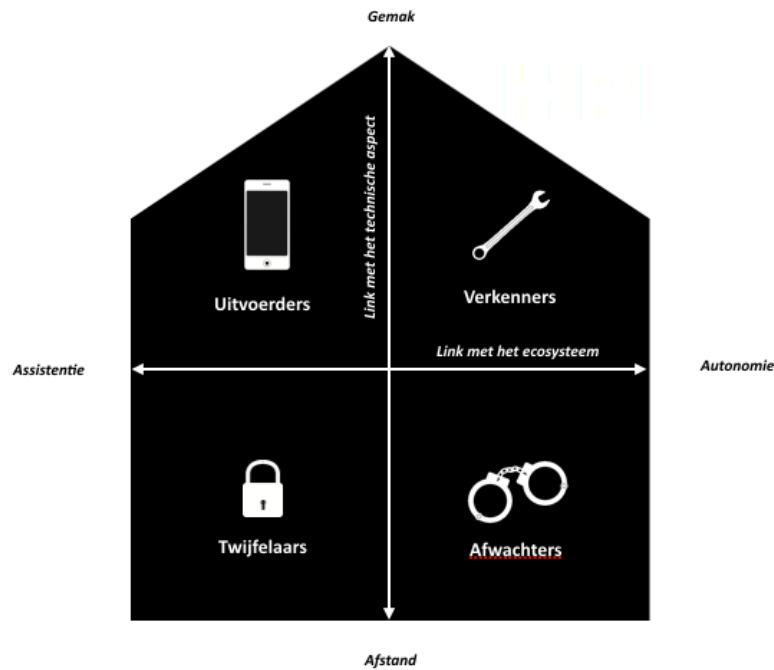 Gemak
Link met het technische aspect
Uitvoerders
Verkenners
Link met het ecosysteem
Assistentie
Autonomie
Twijfelaars
Afwachters
Afstand